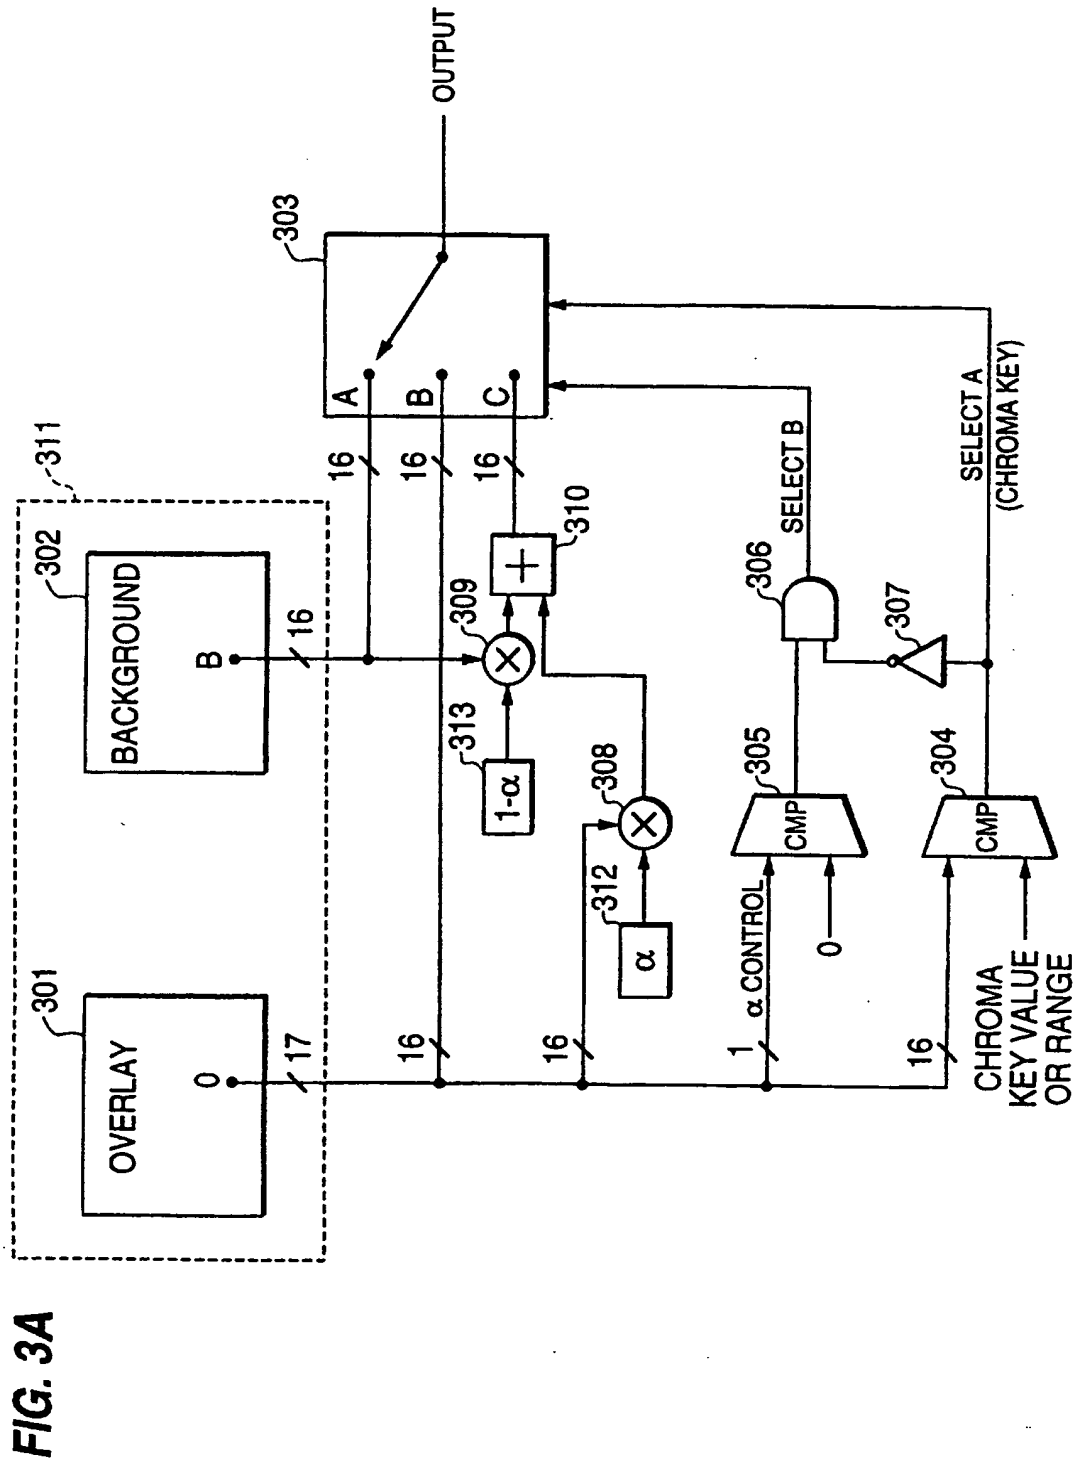 FIG. 3A
311
301
OVERLAY
0
17
302
BACKGROUND
B
16
303
A
B
C
16
16
16
OUTPUT
16
313
1-α
309
×
310
+
16
312
α
308
×
1
α CONTROL
0
305
CMP
306
SELECT B
307
16
CHROMA
KEY VALUE
OR RANGE
304
CMP
SELECT A
(CHROMA KEY)